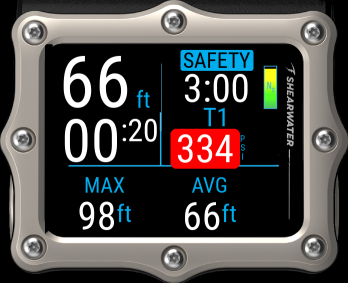 66 ft
SAFETY
3:00
N₂
00:20
T1
334 PSI
SHEARWATER
MAX
98ft
AVG
66ft